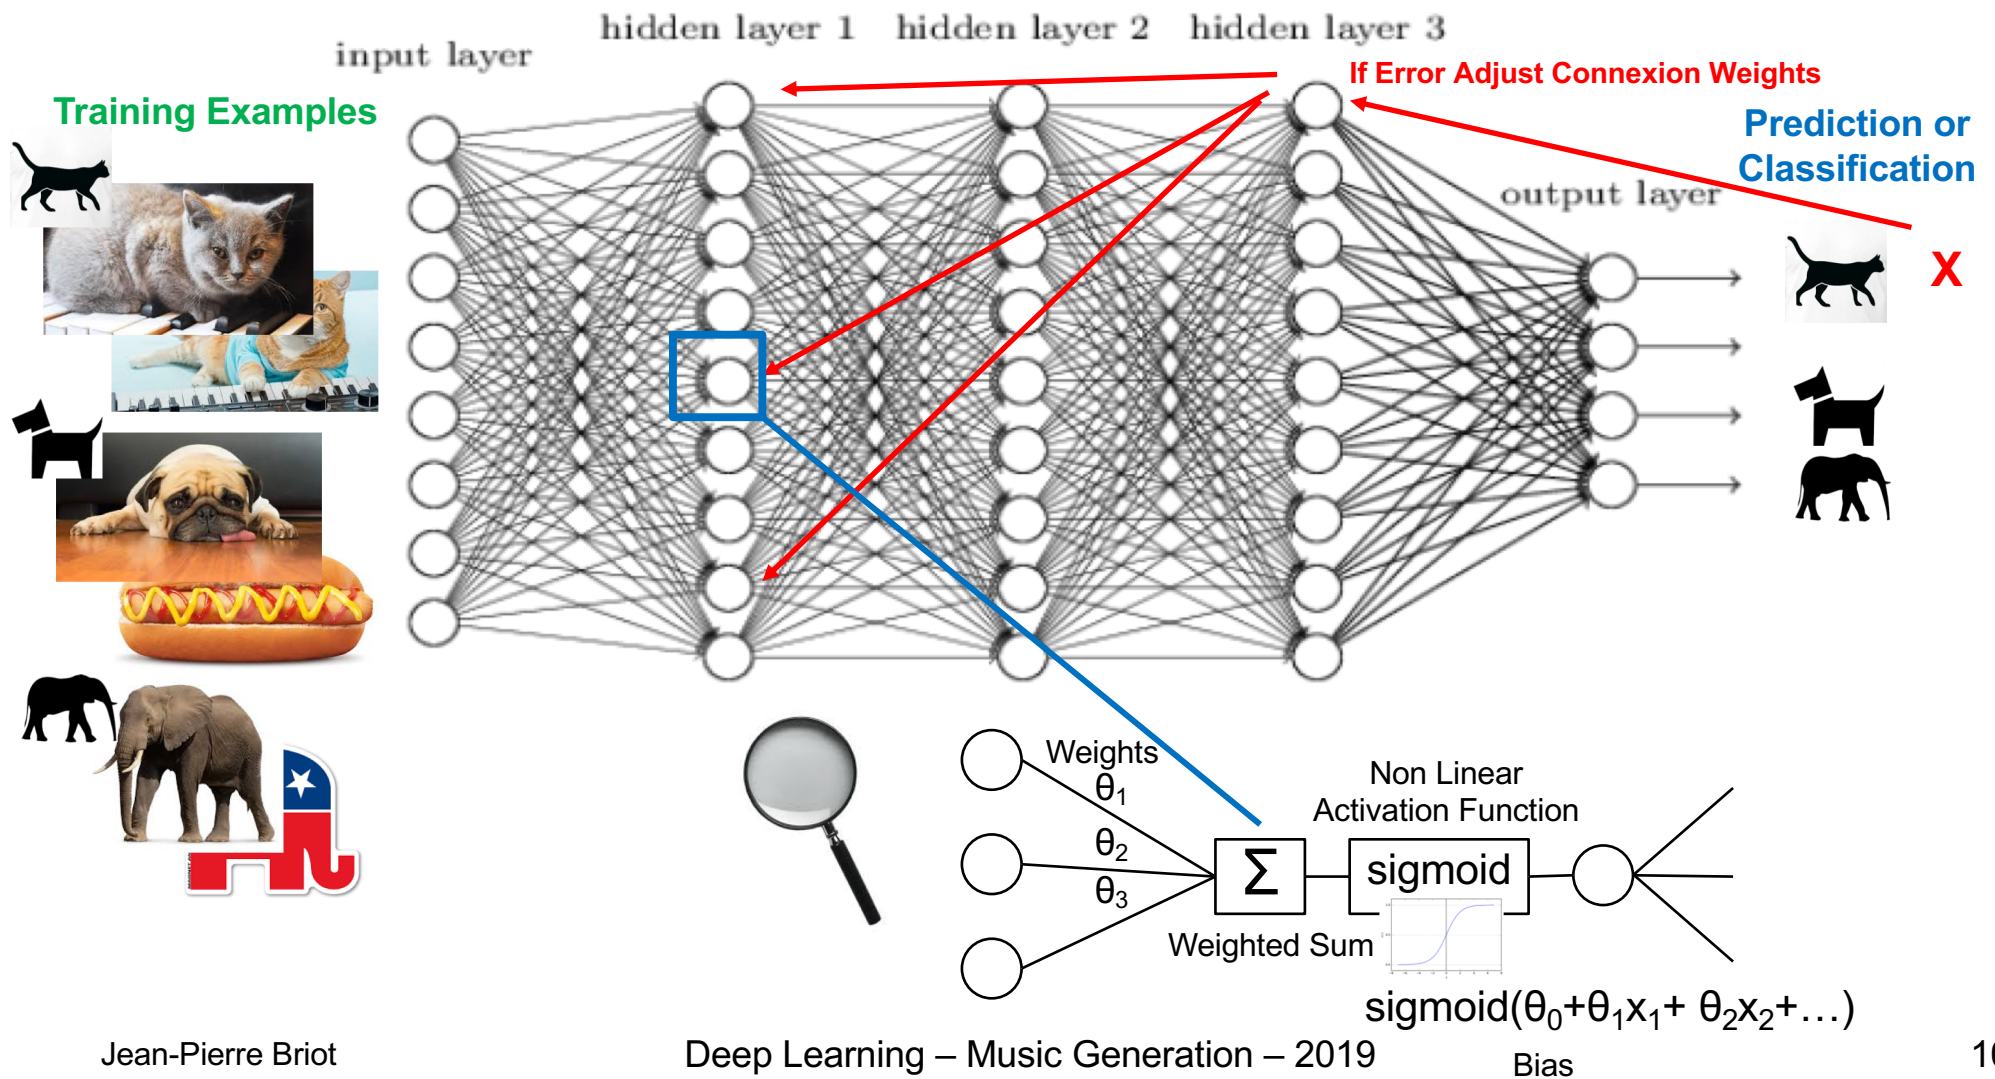 hidden layer 1 hidden layer 2 hidden layer 3
input layer
If Error Adjust Connexion Weights
Training Examples
Prediction or
Classification
output layer
X
Weights
θ1
θ2
θ3
Non Linear
Activation Function
Σ
sigmoid
Weighted Sum
sigmoid(θ0+θ1x1+ θ2x2+…)
Bias
Jean-Pierre Briot
Deep Learning – Music Generation – 2019